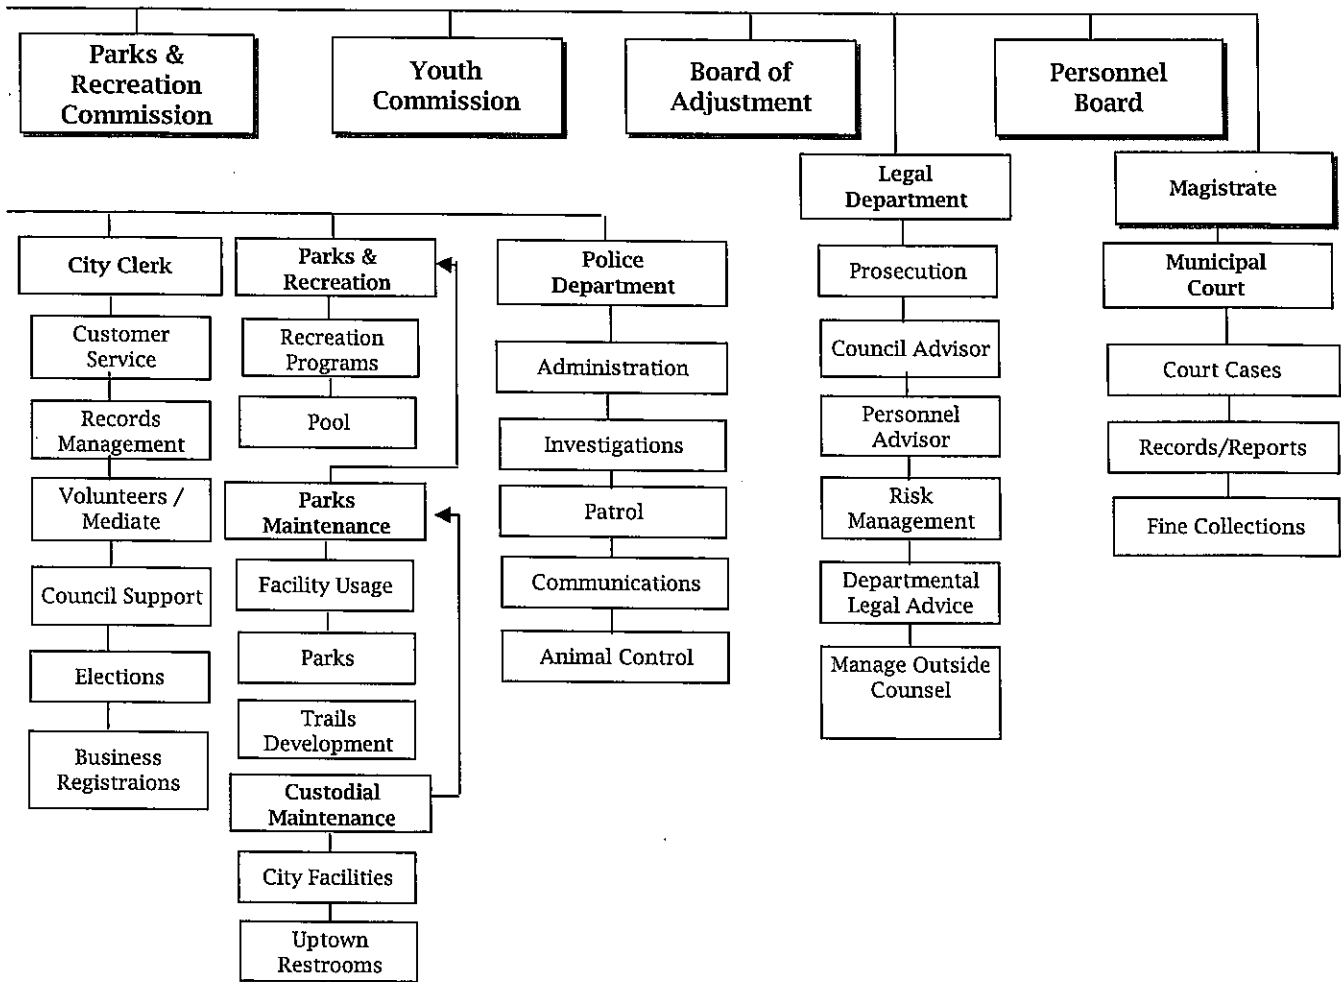 Parks &
Recreation
Commission
Youth
Commission
Board of
Adjustment
Personnel
Board
Legal
Department
Magistrate
City Clerk
Parks &
Recreation
Police
Department
Prosecution
Municipal
Court
Customer
Service
Recreation
Programs
Administration
Council Advisor
Court Cases
Records
Management
Pool
Investigations
Personnel
Advisor
Records/Reports
Volunteers /
Mediate
Parks
Maintenance
Patrol
Risk
Management
Fine Collections
Council Support
Facility Usage
Communications
Departmental
Legal Advice
Elections
Parks
Animal Control
Manage Outside
Counsel
Business
Registraions
Trails
Development
Custodial
Maintenance
City Facilities
Uptown
Restrooms